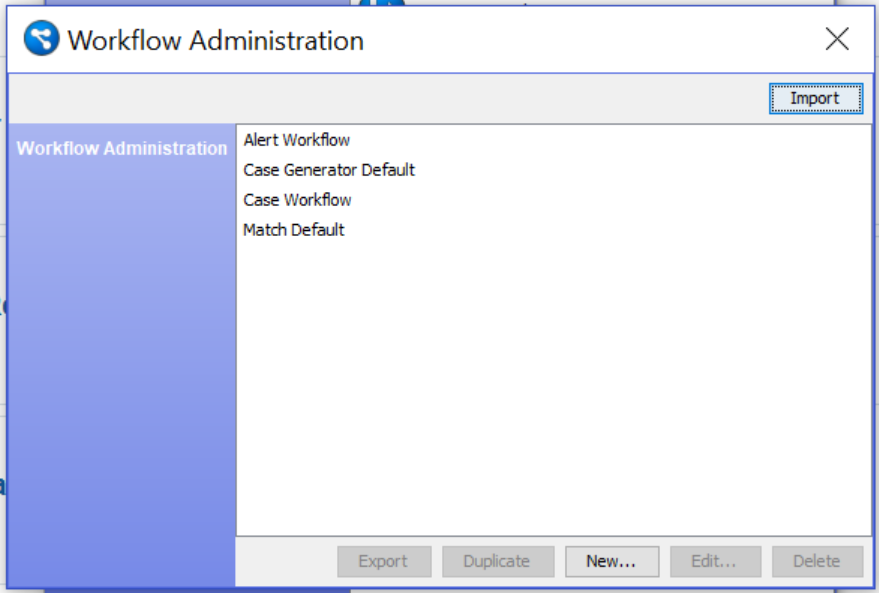 Workflow Administration
Import
Workflow Administration
Alert Workflow
Case Generator Default
Case Workflow
Match Default
Export Duplicate New... Edit... Delete